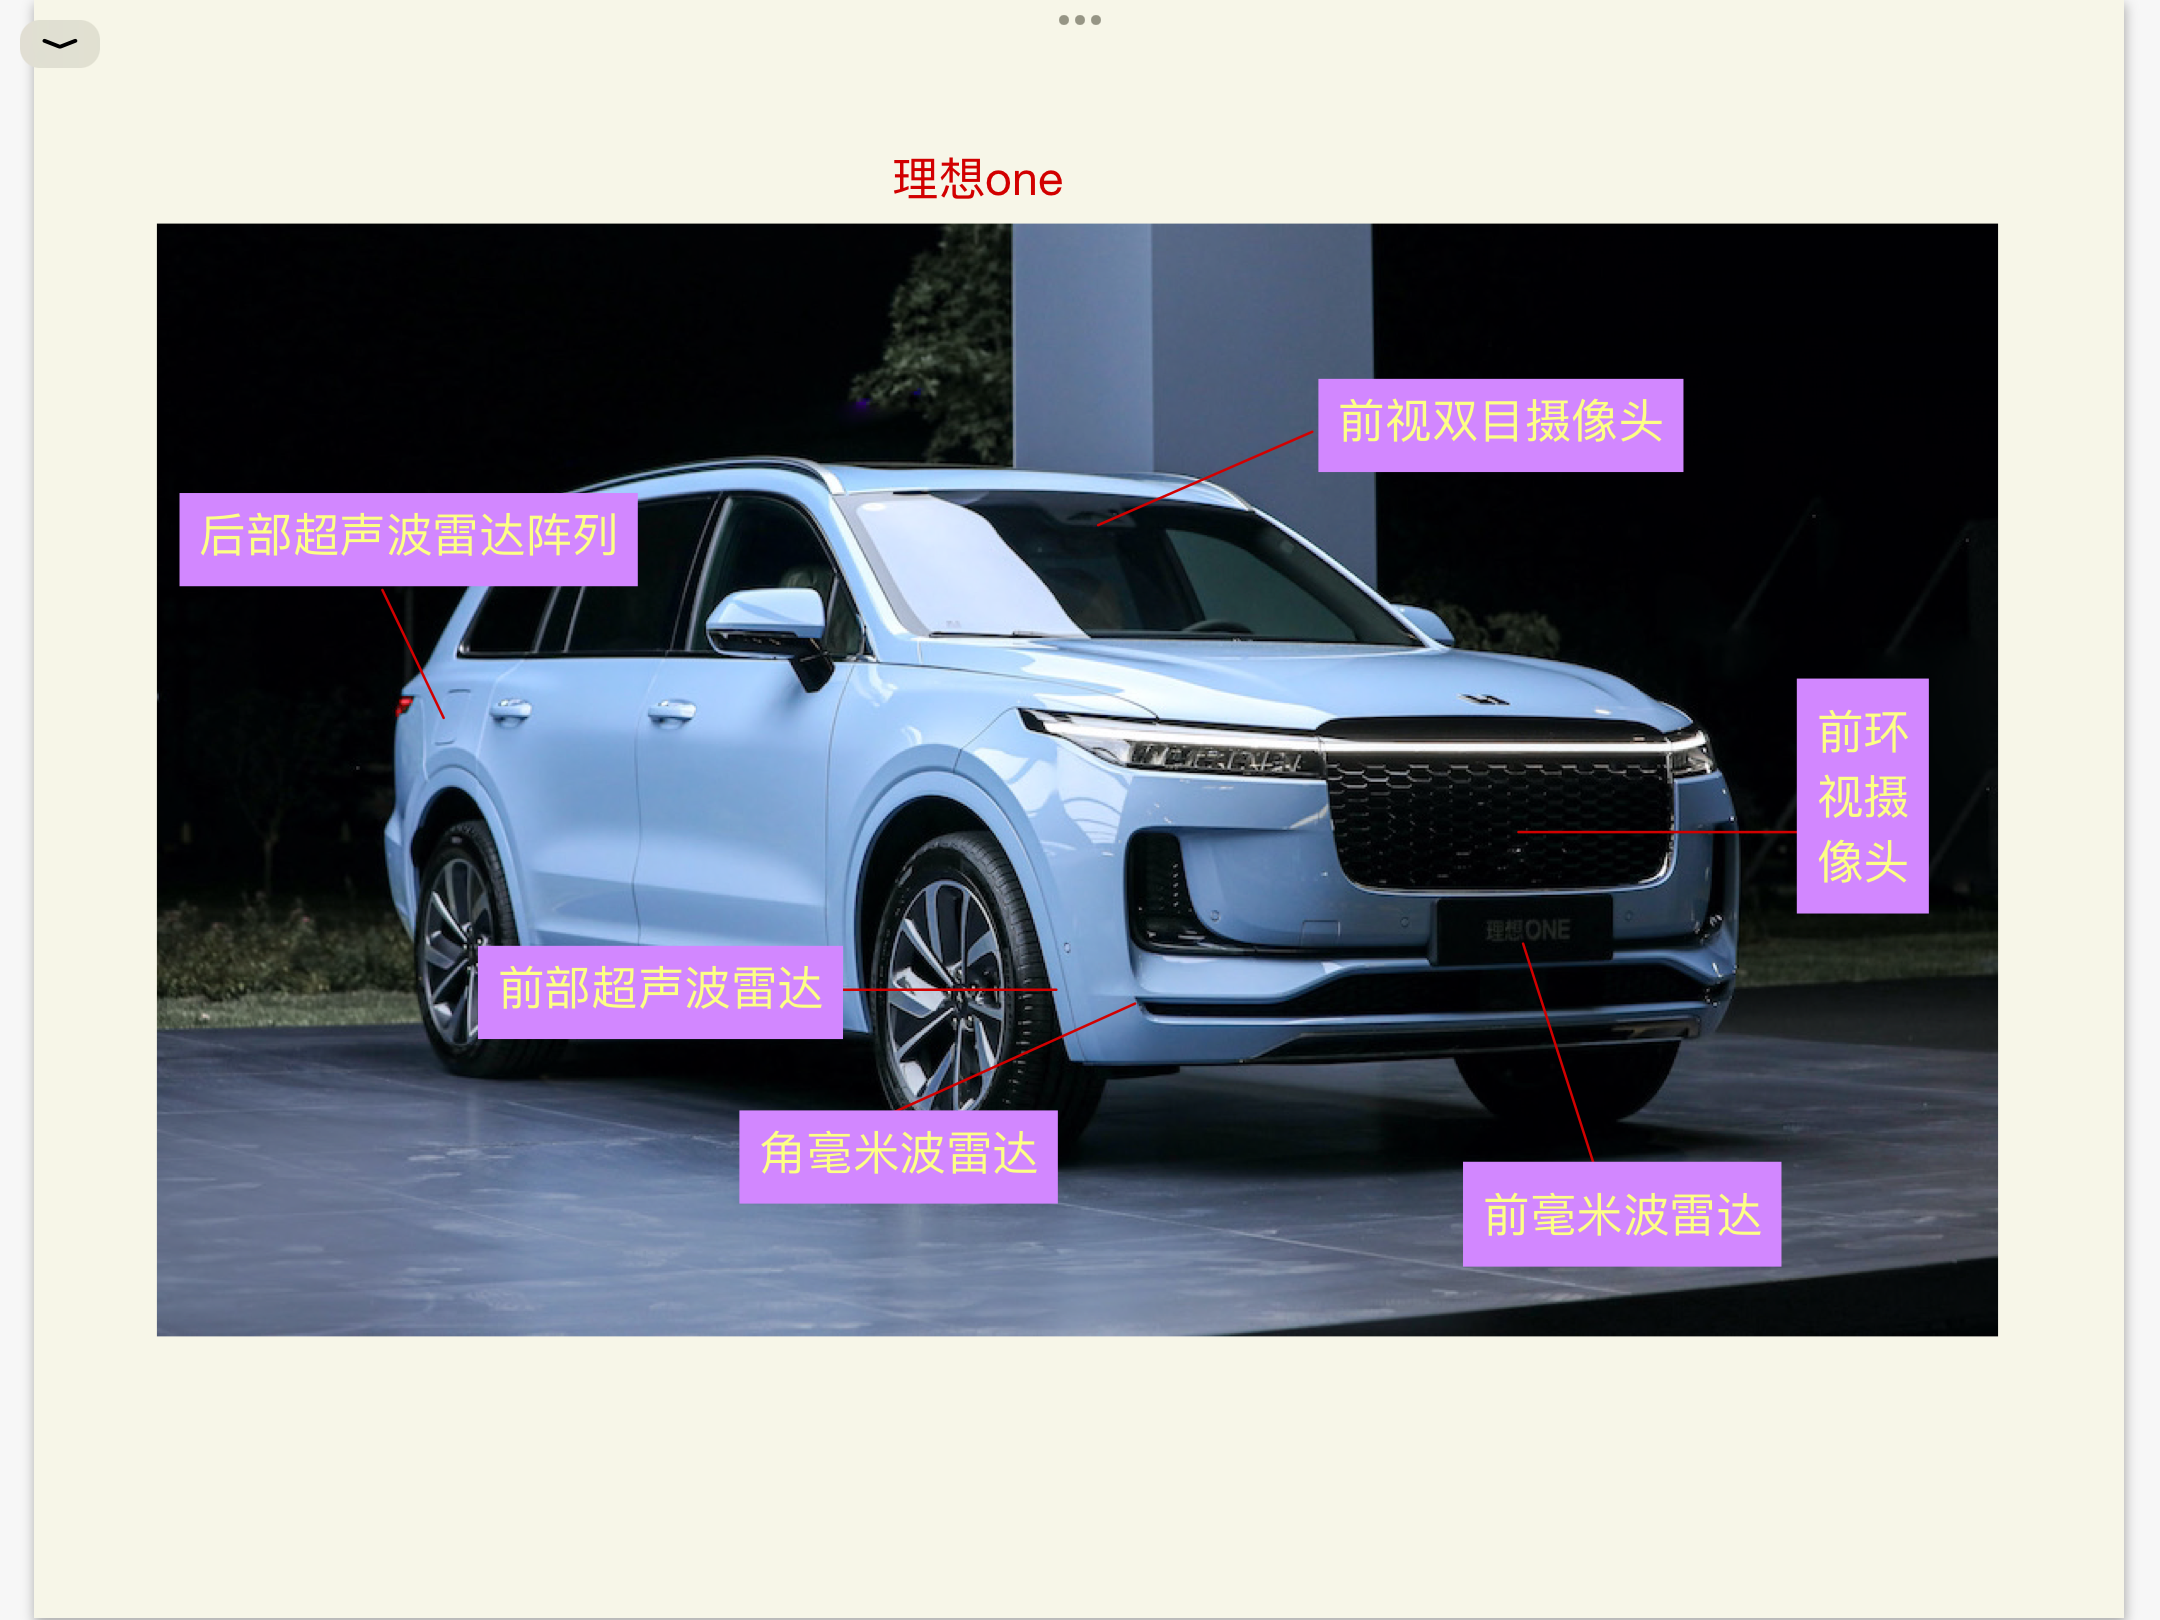 理想one
前视双目摄像头
后部超声波雷达阵列
前环
视摄
像头
理想ONE
前部超声波雷达
角毫米波雷达
前毫米波雷达